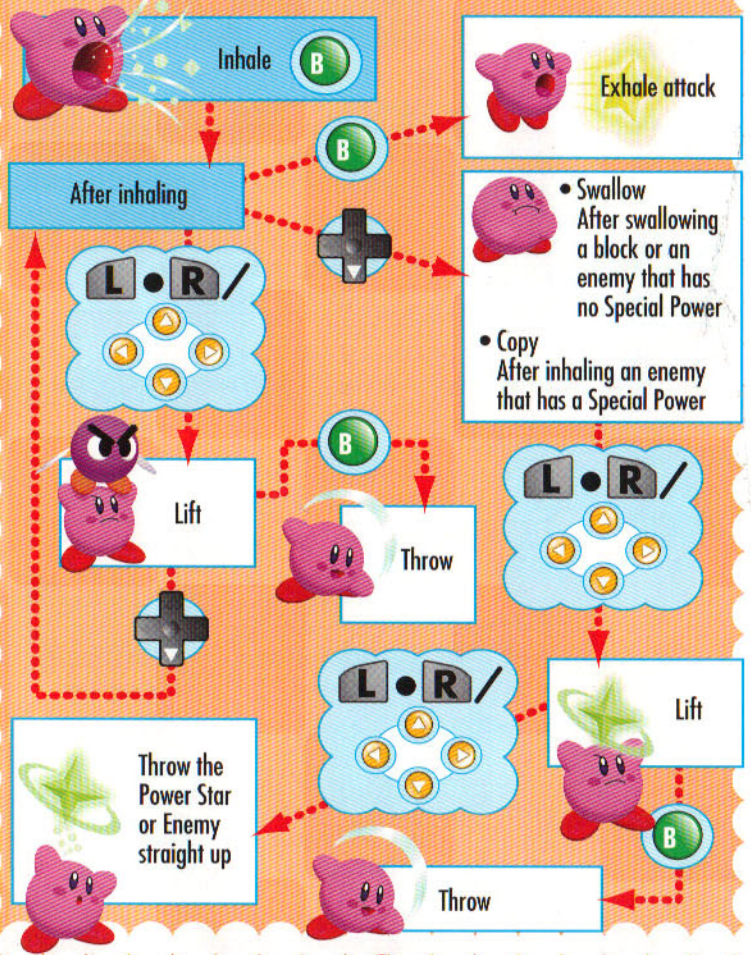 Inhale B
B
Exhale attack
After inhaling
• Swallow
After swallowing
a block or an
enemy that has
no Special Power
• Copy
After inhaling an enemy
that has a Special Power
L • R /
B
Lift
L • R /
Throw
L • R /
Lift
Throw the
Power Star
or Enemy
straight up
B
Throw